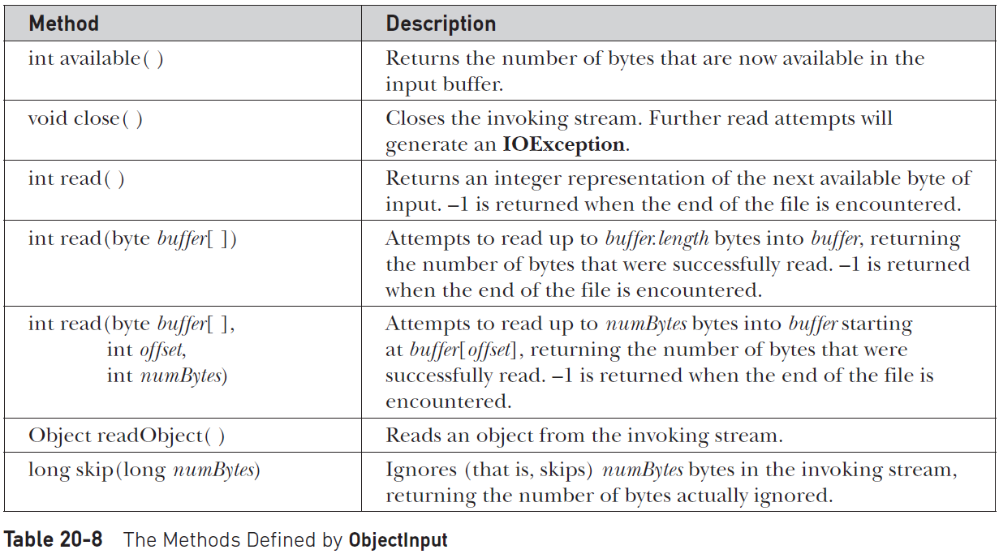 Method Description
int available( ) Returns the number of bytes that are now available in the
input buffer.
void close( ) Closes the invoking stream. Further read attempts will
generate an IOException.
int read( ) Returns an integer representation of the next available byte of
input. –1 is returned when the end of the file is encountered.
int read(byte buffer[ ]) Attempts to read up to buffer.length bytes into buffer, returning
the number of bytes that were successfully read. –1 is returned
when the end of the file is encountered.
int read(byte buffer[ ], Attempts to read up to numBytes bytes into buffer starting
int offset, at buffer[offset], returning the number of bytes that were
int numBytes) successfully read. –1 is returned when the end of the file is
encountered.
Object readObject( ) Reads an object from the invoking stream.
long skip(long numBytes) Ignores (that is, skips) numBytes bytes in the invoking stream,
returning the number of bytes actually ignored.
Table 20-8 The Methods Defined by ObjectInput